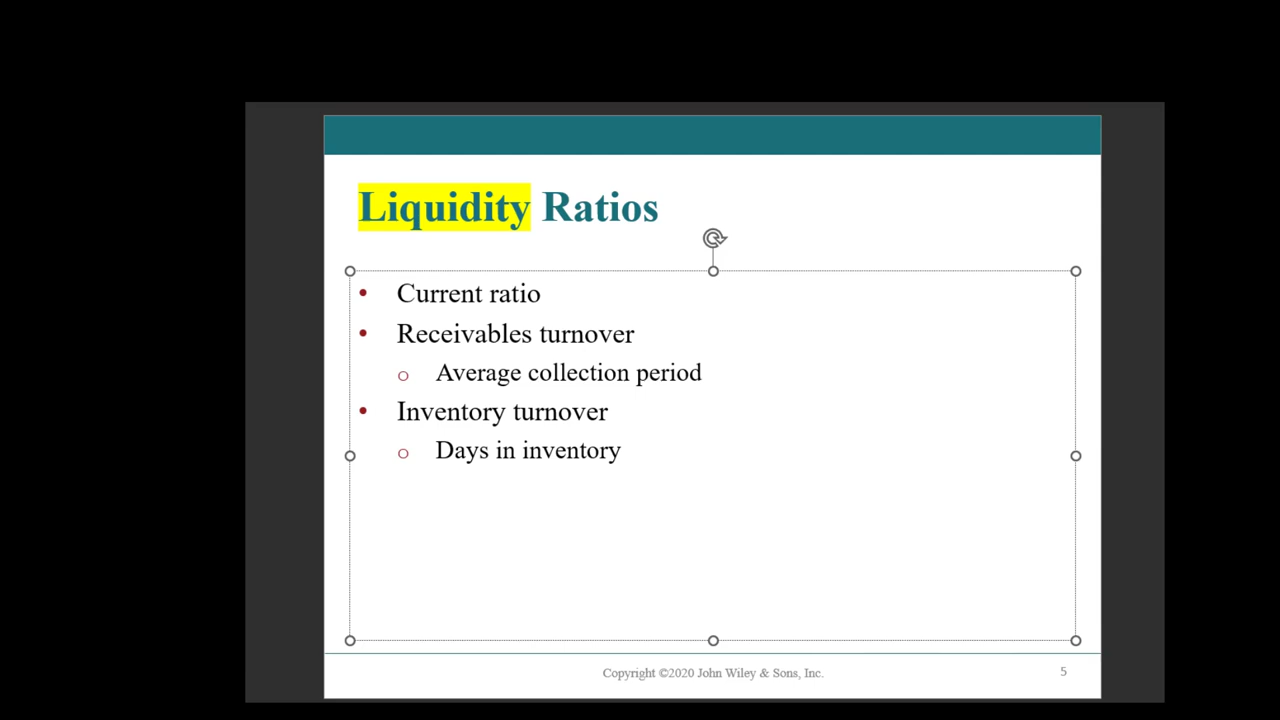 Liquidity Ratios
• Current ratio
• Receivables turnover
o Average collection period
• Inventory turnover
o Days in inventory
Copyright ©2020 John Wiley & Sons, Inc.
5